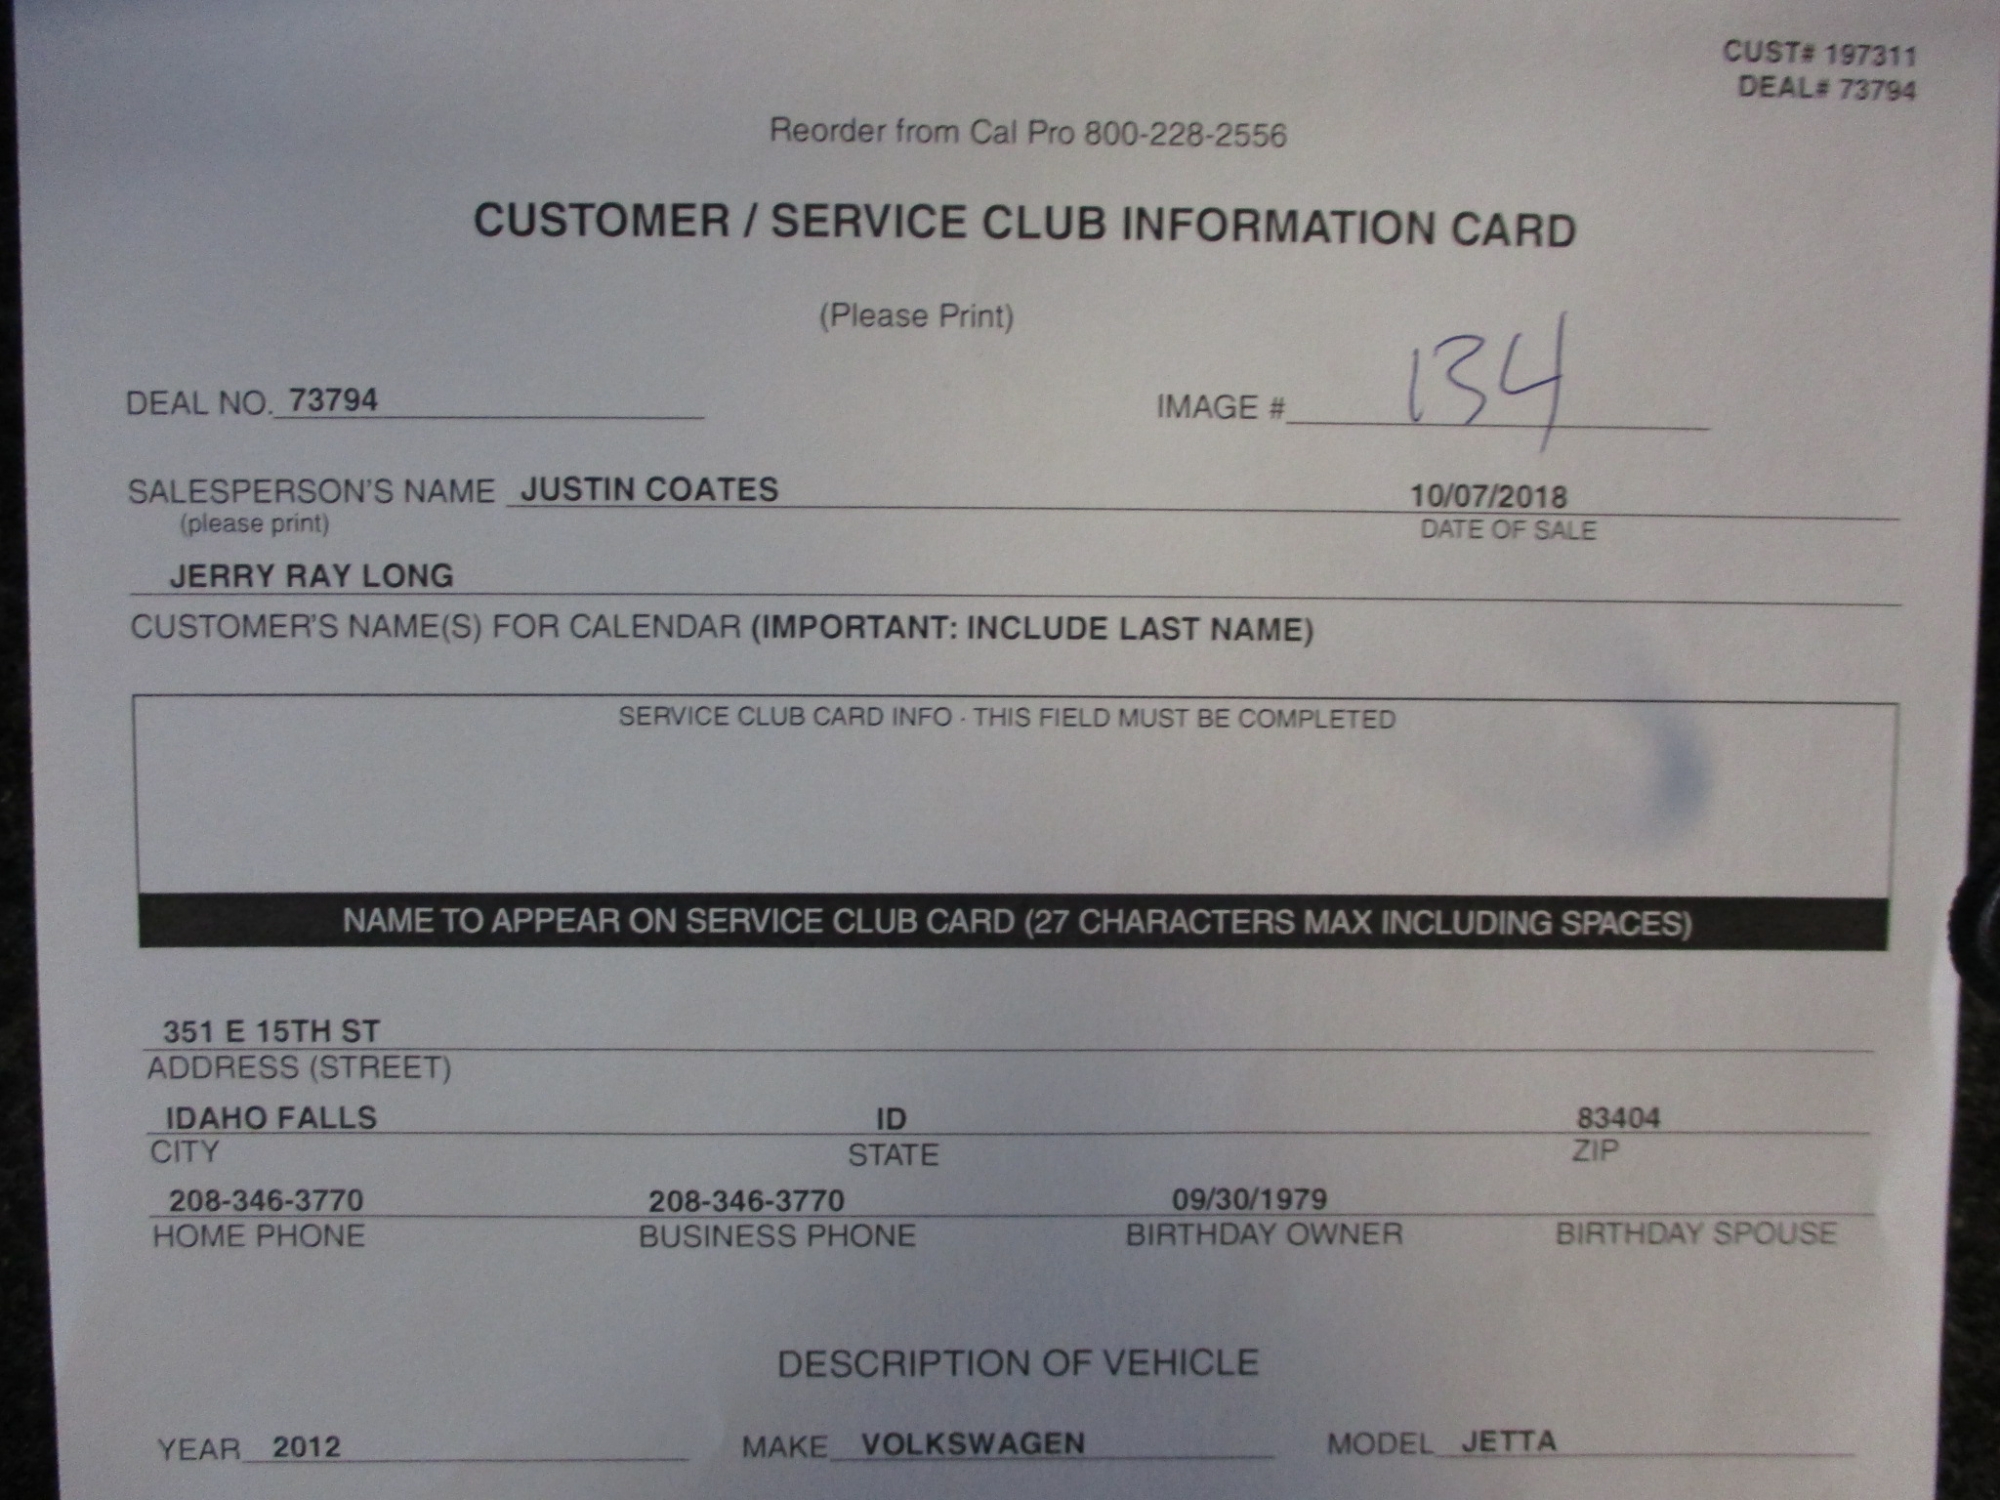 CUST# 197311
DEAL# 73794
Reorder from Cal Pro 800-228-2556
CUSTOMER / SERVICE CLUB INFORMATION CARD
(Please Print)
DEAL NO. 73794 IMAGE # 134
SALESPERSON'S NAME JUSTIN COATES 10/07/2018
(please print) DATE OF SALE
JERRY RAY LONG
CUSTOMER'S NAME(S) FOR CALENDAR (IMPORTANT: INCLUDE LAST NAME)
SERVICE CLUB CARD INFO · THIS FIELD MUST BE COMPLETED
NAME TO APPEAR ON SERVICE CLUB CARD (27 CHARACTERS MAX INCLUDING SPACES)
351 E 15TH ST
ADDRESS (STREET)
IDAHO FALLS ID 83404
CITY STATE ZIP
208-346-3770 208-346-3770 09/30/1979
HOME PHONE BUSINESS PHONE BIRTHDAY OWNER BIRTHDAY SPOUSE
DESCRIPTION OF VEHICLE
YEAR 2012 MAKE VOLKSWAGEN MODEL JETTA